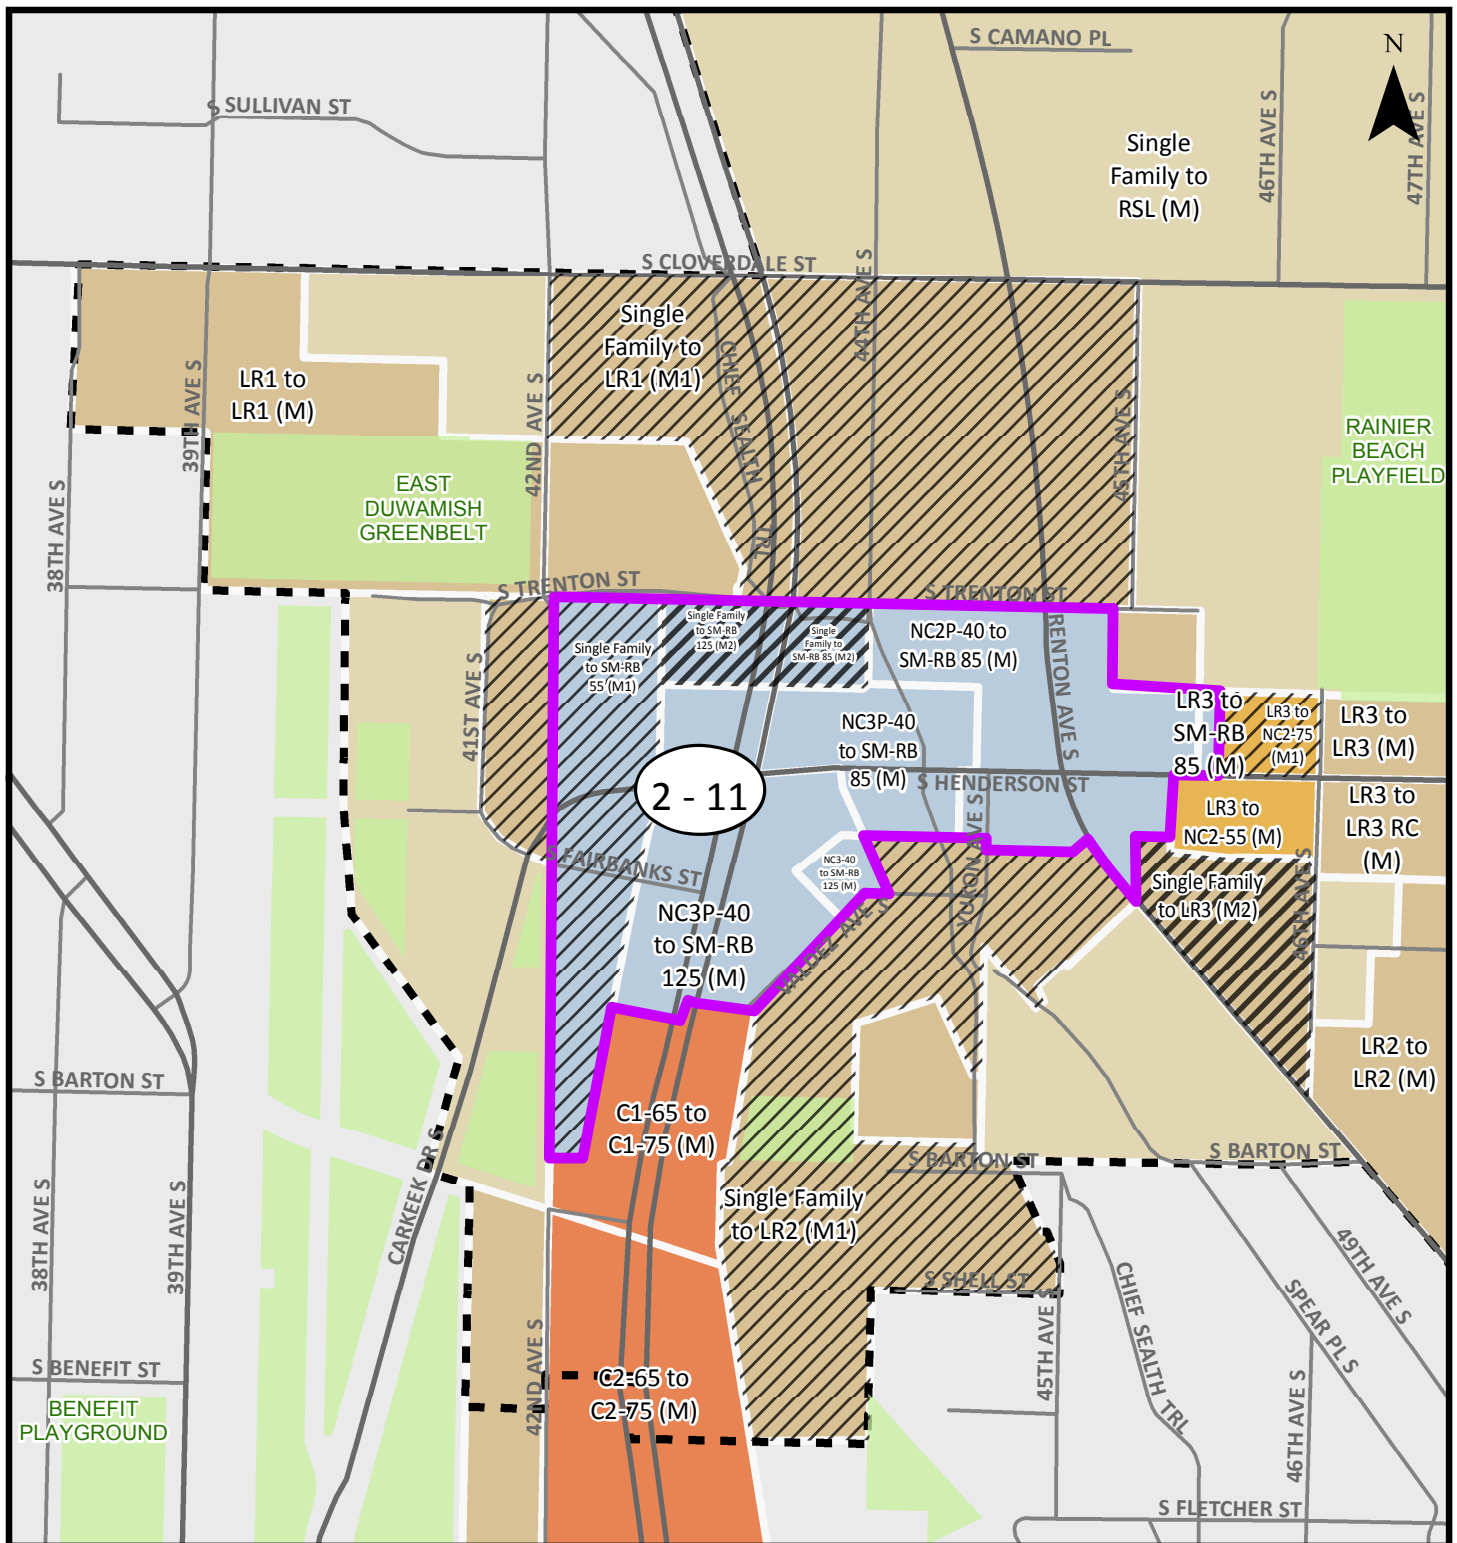 S CAMANO PL
N
S SULLIVAN ST
46TH AVE S
47TH AVE S
Single
Family to
RSL (M)
S CLOVERDALE ST
44TH AVE S
Single
Family to
LR1 (M1)
CHIEF SEALTH TRL
LR1 to
LR1 (M)
39TH AVE S
42ND AVE S
45TH AVE S
RAINIER
BEACH
PLAYFIELD
EAST
DUWAMISH
GREENBELT
38TH AVE S
S TRENTON ST
S TRENTON ST
Single Family
to SM-RB
125 (M2)
Single
Family to
SM-RB 85 (M2)
NC2P-40 to
SM-RB 85 (M)
RENTON AVE S
Single Family
to SM-RB
55 (M1)
41ST AVE S
LR3 to
SM-RB
85 (M)
LR3 to
NC2-75
(M1)
LR3 to
LR3 (M)
NC3P-40
to SM-RB
85 (M)
2 - 11
S HENDERSON ST
LR3 to
NC2-55 (M)
LR3 to
LR3 RC
(M)
S FAIRBANKS ST
NC3-40
to SM-RB
125 (M)
YUKON AVE S
Single Family
to LR3 (M2)
46TH AVE S
NC3P-40
to SM-RB
125 (M)
VALDEZ AVE S
LR2 to
LR2 (M)
S BARTON ST
C1-65 to
C1-75 (M)
CARKEEK DR S
S BARTON ST
S BARTON ST
38TH AVE S
39TH AVE S
Single Family
to LR2 (M1)
49TH AVE S
S SHELL ST
CHIEF SEALTH TRL
SPEAR PL S
45TH AVE S
42ND AVE S
S BENEFIT ST
C2-65 to
C2-75 (M)
46TH AVE S
BENEFIT
PLAYGROUND
S FLETCHER ST